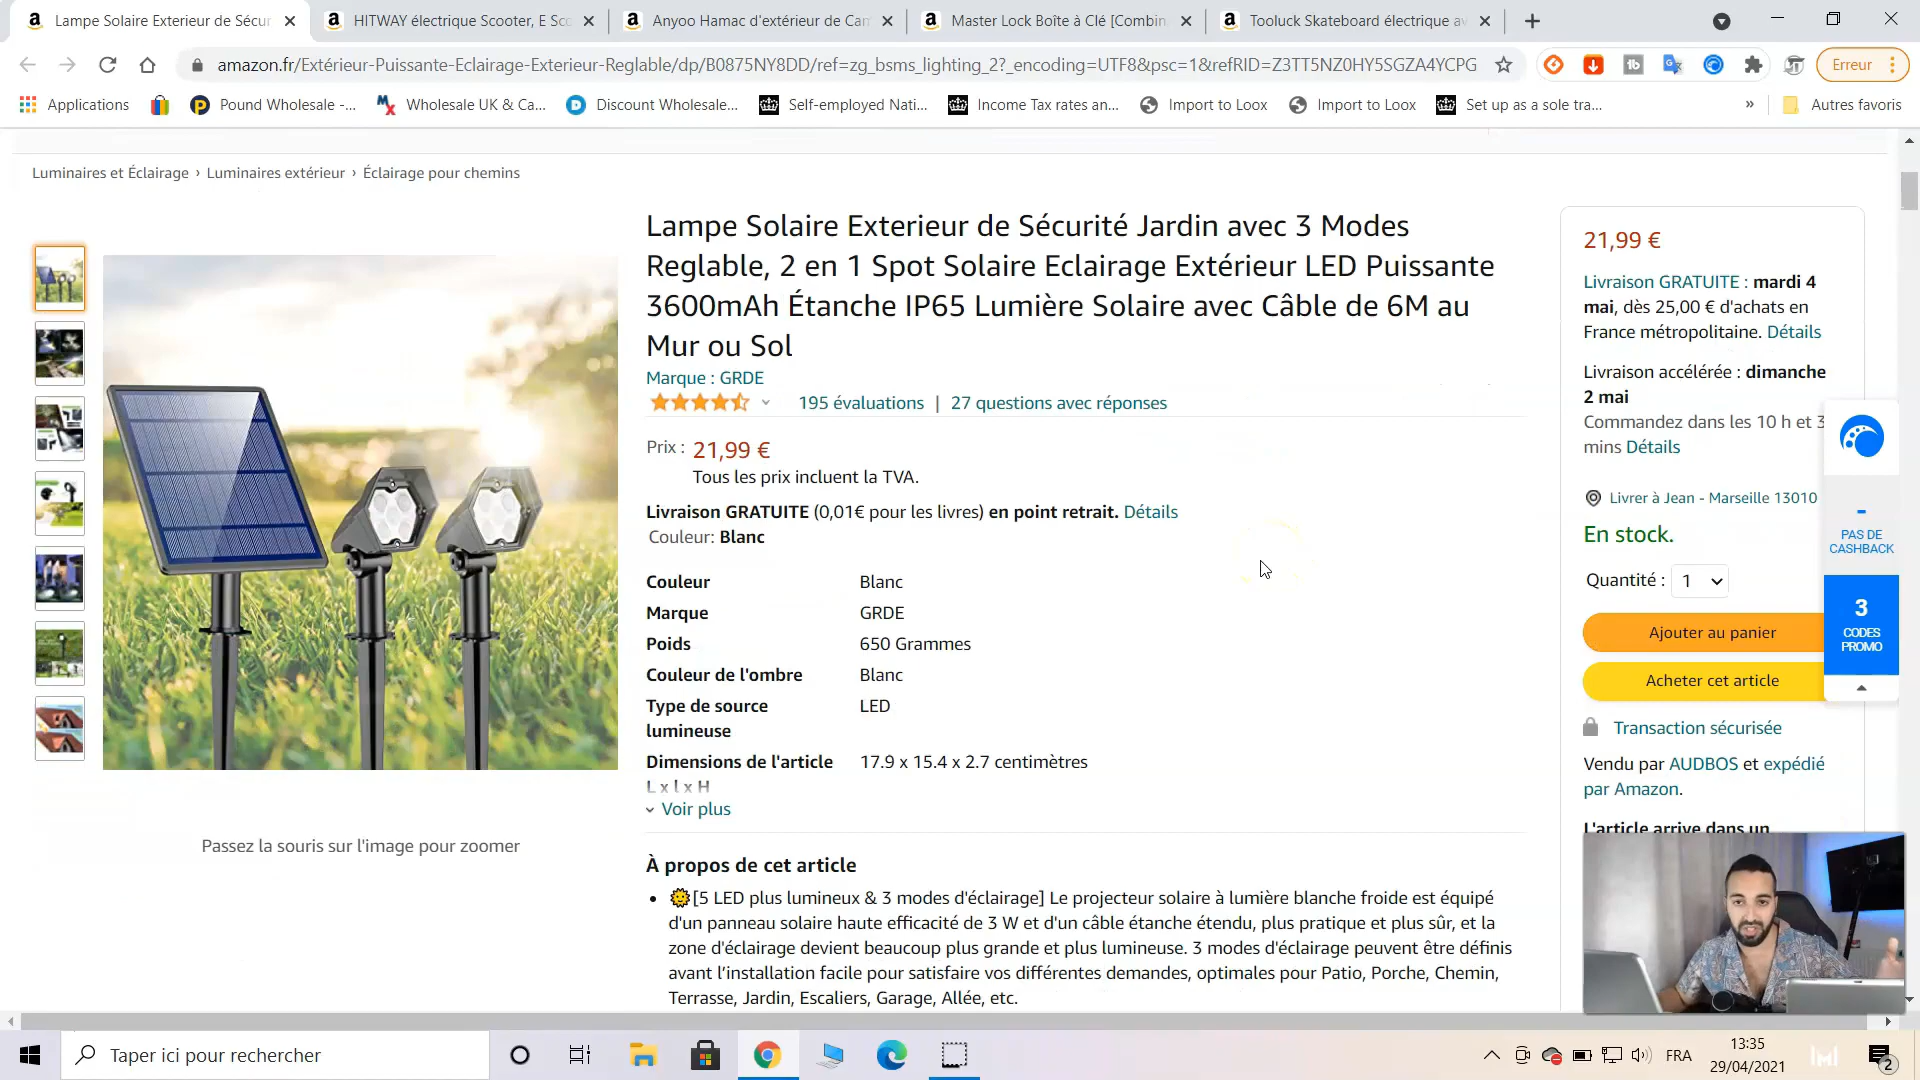 Lampe Solaire Exterieur de Sécur
HITWAY électrique Scooter, E Sco
Anyoo Hamac d'extérieur de Cam
Master Lock Boîte à Clé [Combin
Tooluck Skateboard électrique av
amazon.fr/Extérieur-Puissante-Eclairage-Exterieur-Reglable/dp/B0875NY8DD/ref=zg_bsms_lighting_2?_encoding=UTF8&psc=1&refRID=Z3TT5NZ0HY5SGZA4YCPG
Erreur
Applications
Pound Wholesale -...
Wholesale UK & Ca...
Discount Wholesale...
Self-employed Nati...
Income Tax rates an...
Import to Loox
Import to Loox
Set up as a sole tra...
»
Autres favoris
Luminaires et Éclairage › Luminaires extérieur › Éclairage pour chemins
Lampe Solaire Exterieur de Sécurité Jardin avec 3 Modes
Reglable, 2 en 1 Spot Solaire Eclairage Extérieur LED Puissante
3600mAh Étanche IP65 Lumière Solaire avec Câble de 6M au
Mur ou Sol
Marque : GRDE
195 évaluations | 27 questions avec réponses
Prix : 21,99 €
Tous les prix incluent la TVA.
Livraison GRATUITE (0,01€ pour les livres) en point retrait. Détails
Couleur: Blanc
Couleur Blanc
Marque GRDE
Poids 650 Grammes
Couleur de l'ombre Blanc
Type de source LED
lumineuse
Dimensions de l'article 17.9 x 15.4 x 2.7 centimètres
L x l x H
Voir plus
Passez la souris sur l'image pour zoomer
À propos de cet article
[5 LED plus lumineux & 3 modes d'éclairage] Le projecteur solaire à lumière blanche froide est équipé
d'un panneau solaire haute efficacité de 3 W et d'un câble étanche étendu, plus pratique et plus sûr, et la
zone d'éclairage devient beaucoup plus grande et plus lumineuse. 3 modes d'éclairage peuvent être définis
avant l'installation facile pour satisfaire vos différentes demandes, optimales pour Patio, Porche, Chemin,
Terrasse, Jardin, Escaliers, Garage, Allée, etc.
21,99 €
Livraison GRATUITE : mardi 4
mai, dès 25,00 € d'achats en
France métropolitaine. Détails
Livraison accélérée : dimanche
2 mai
Commandez dans les 10 h et 3
mins Détails
Livrer à Jean - Marseille 13010
En stock.
Quantité : 1
Ajouter au panier
Acheter cet article
Transaction sécurisée
Vendu par AUDBOS et expédié
par Amazon.
L'article arrive dans un
-
PAS DE
CASHBACK
3
CODES
PROMO
Taper ici pour rechercher
FRA
13:35
29/04/2021
2